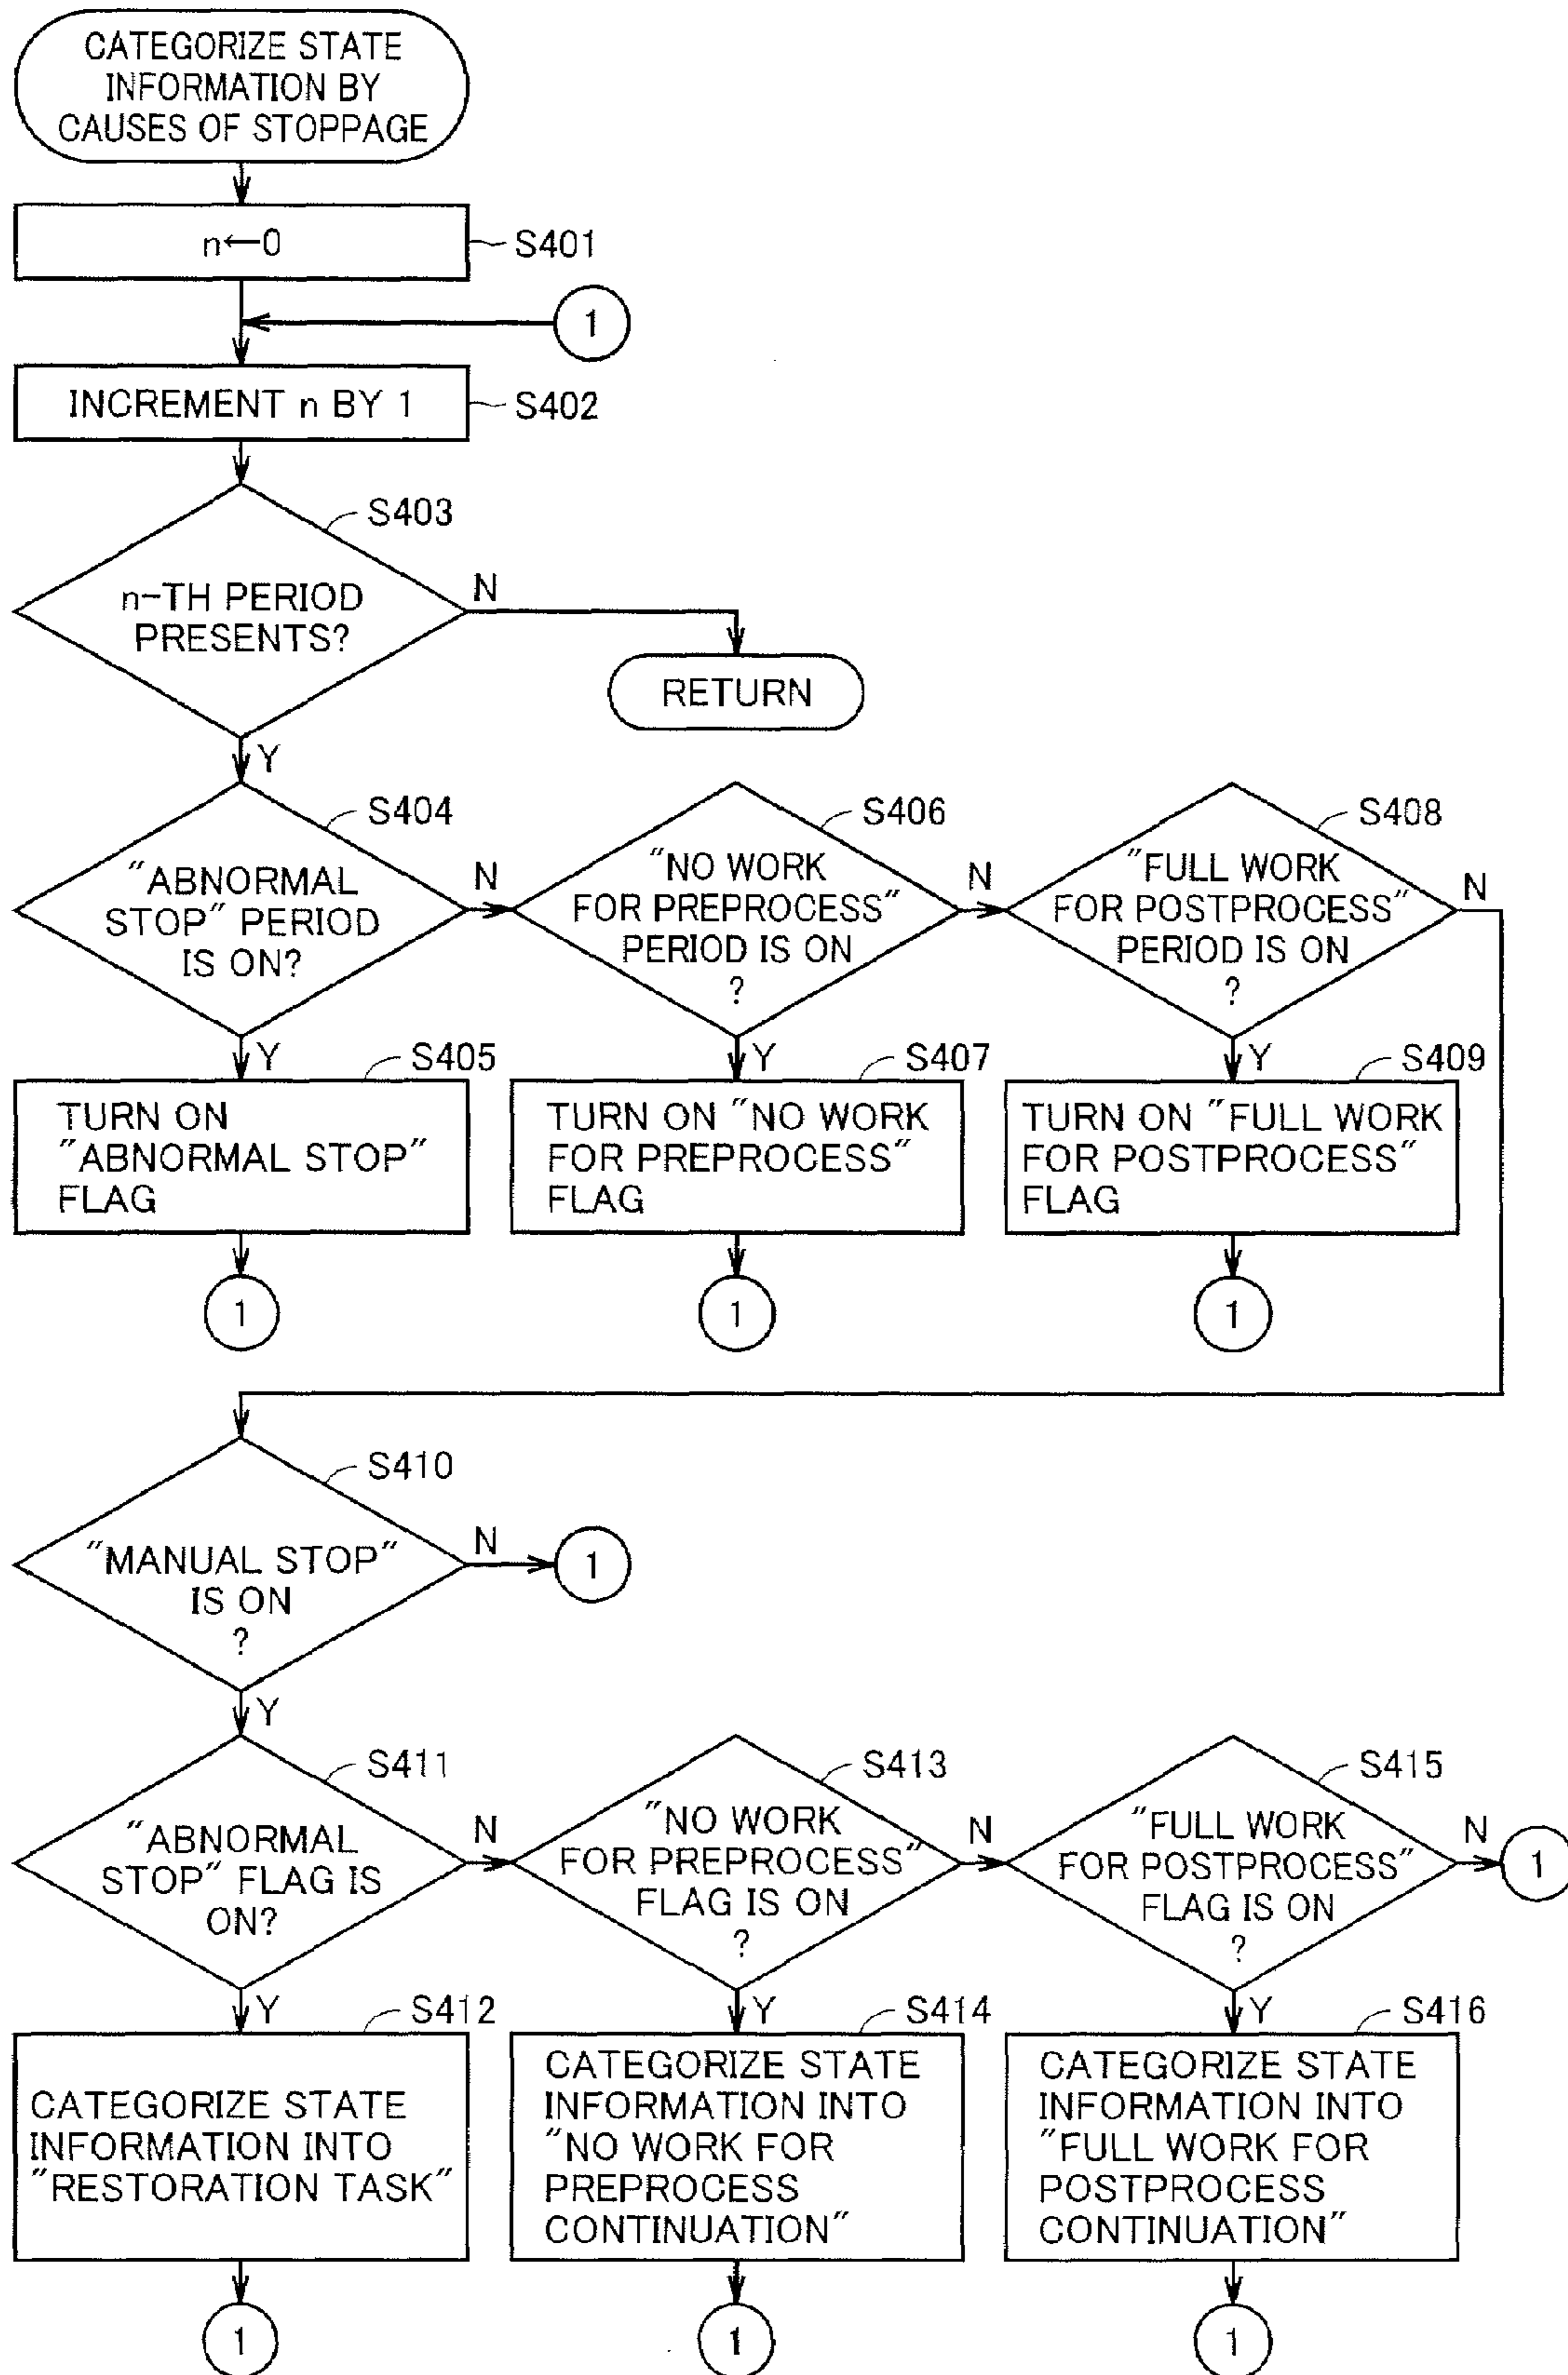 CATEGORIZE STATE
INFORMATION BY
CAUSES OF STOPPAGE
n←0
S401
1
INCREMENT n BY 1
S402
S403
n-TH PERIOD
PRESENTS?
N
RETURN
Y
S404
"ABNORMAL
STOP" PERIOD
IS ON?
N
S406
"NO WORK
FOR PREPROCESS"
PERIOD IS ON
?
N
S408
"FULL WORK
FOR POSTPROCESS"
PERIOD IS ON
?
N
Y
S405
TURN ON
"ABNORMAL STOP"
FLAG
Y
S407
TURN ON "NO WORK
FOR PREPROCESS"
FLAG
Y
S409
TURN ON "FULL WORK
FOR POSTPROCESS"
FLAG
1
1
1
S410
"MANUAL STOP"
IS ON
?
N
1
Y
S411
"ABNORMAL
STOP" FLAG IS
ON?
N
S413
"NO WORK
FOR PREPROCESS"
FLAG IS ON
?
N
S415
"FULL WORK
FOR POSTPROCESS"
FLAG IS ON
?
N
1
Y
S412
CATEGORIZE STATE
INFORMATION INTO
"RESTORATION TASK"
Y
S414
CATEGORIZE STATE
INFORMATION INTO
"NO WORK FOR
PREPROCESS
CONTINUATION"
Y
S416
CATEGORIZE STATE
INFORMATION INTO
"FULL WORK FOR
POSTPROCESS
CONTINUATION"
1
1
1